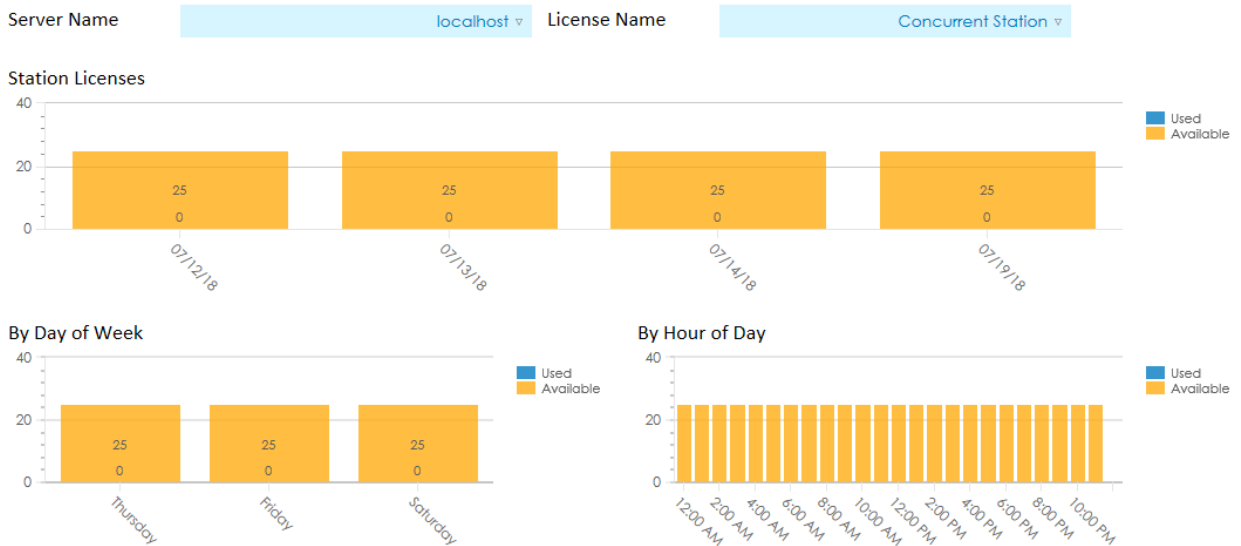 Server Name localhost License Name Concurrent Station
Station Licenses
40
20
0
25 25 25 25
0 0 0 0
07/12/18 07/13/18 07/14/18 07/19/18
Used
Available
By Day of Week
40
20
0
25 25 25
0 0 0
Thursday Friday Saturday
Used
Available
By Hour of Day
40
20
0
12:00 AM 2:00 AM 4:00 AM 6:00 AM 8:00 AM 10:00 AM 12:00 PM 2:00 PM 4:00 PM 6:00 PM 8:00 PM 10:00 PM
Used
Available